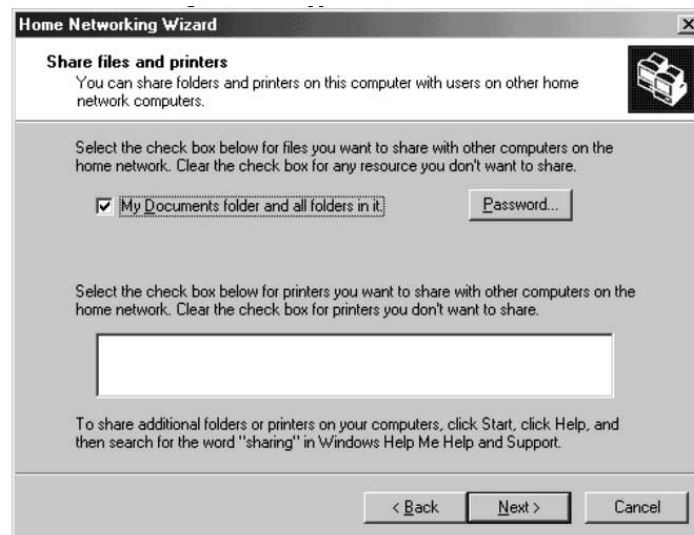 Home Networking Wizard
Share files and printers
You can share folders and printers on this computer with users on other home
network computers.
Select the check box below for files you want to share with other computers on the
home network. Clear the check box for any resource you don't want to share.
My Documents folder and all folders in it
Password...
Select the check box below for printers you want to share with other computers on the
home network. Clear the check box for printers you don't want to share.
To share additional folders or printers on your computers, click Start, click Help, and
then search for the word "sharing" in Windows Help Me Help and Support.
< Back
Next >
Cancel